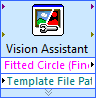 Vision Assistant
Fitted Circle (Fin
Template File Pat